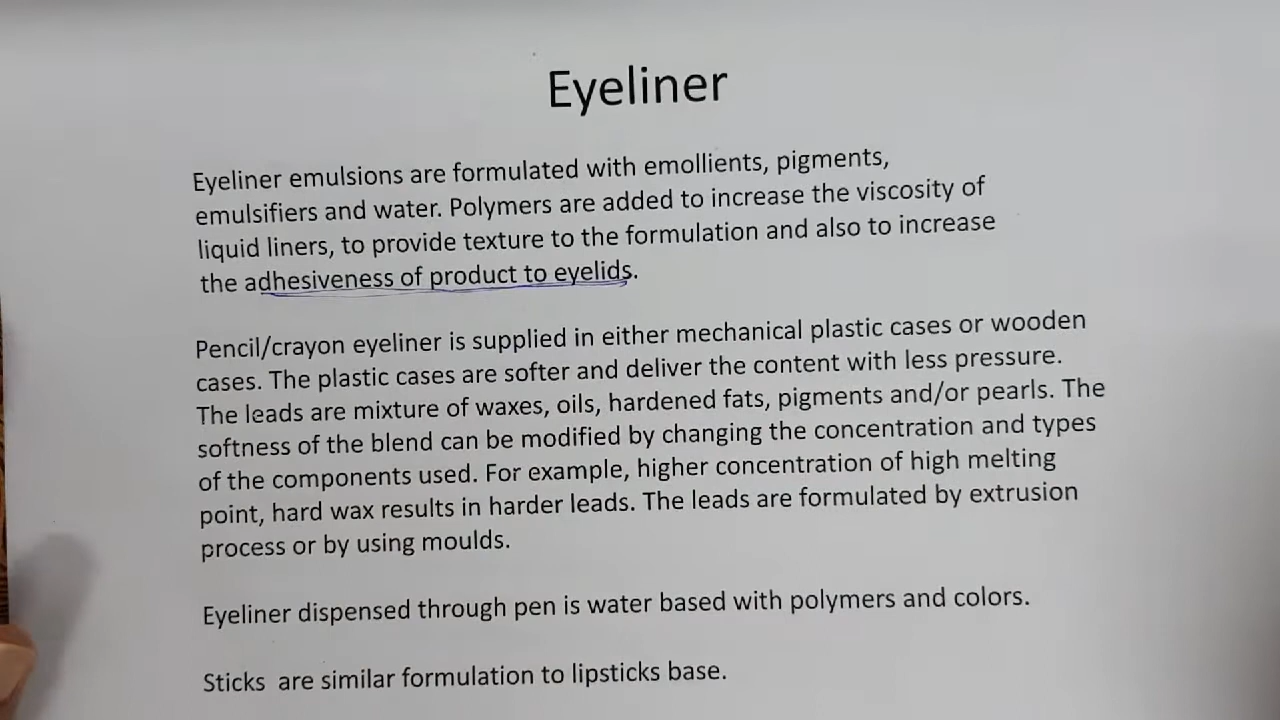 Eyeliner
Eyeliner emulsions are formulated with emollients, pigments,
emulsifiers and water. Polymers are added to increase the viscosity of
liquid liners, to provide texture to the formulation and also to increase
the adhesiveness of product to eyelids.
Pencil/crayon eyeliner is supplied in either mechanical plastic cases or wooden
cases. The plastic cases are softer and deliver the content with less pressure.
The leads are mixture of waxes, oils, hardened fats, pigments and/or pearls. The
softness of the blend can be modified by changing the concentration and types
of the components used. For example, higher concentration of high melting
point, hard wax results in harder leads. The leads are formulated by extrusion
process or by using moulds.
Eyeliner dispensed through pen is water based with polymers and colors.
Sticks  are similar formulation to lipsticks base.